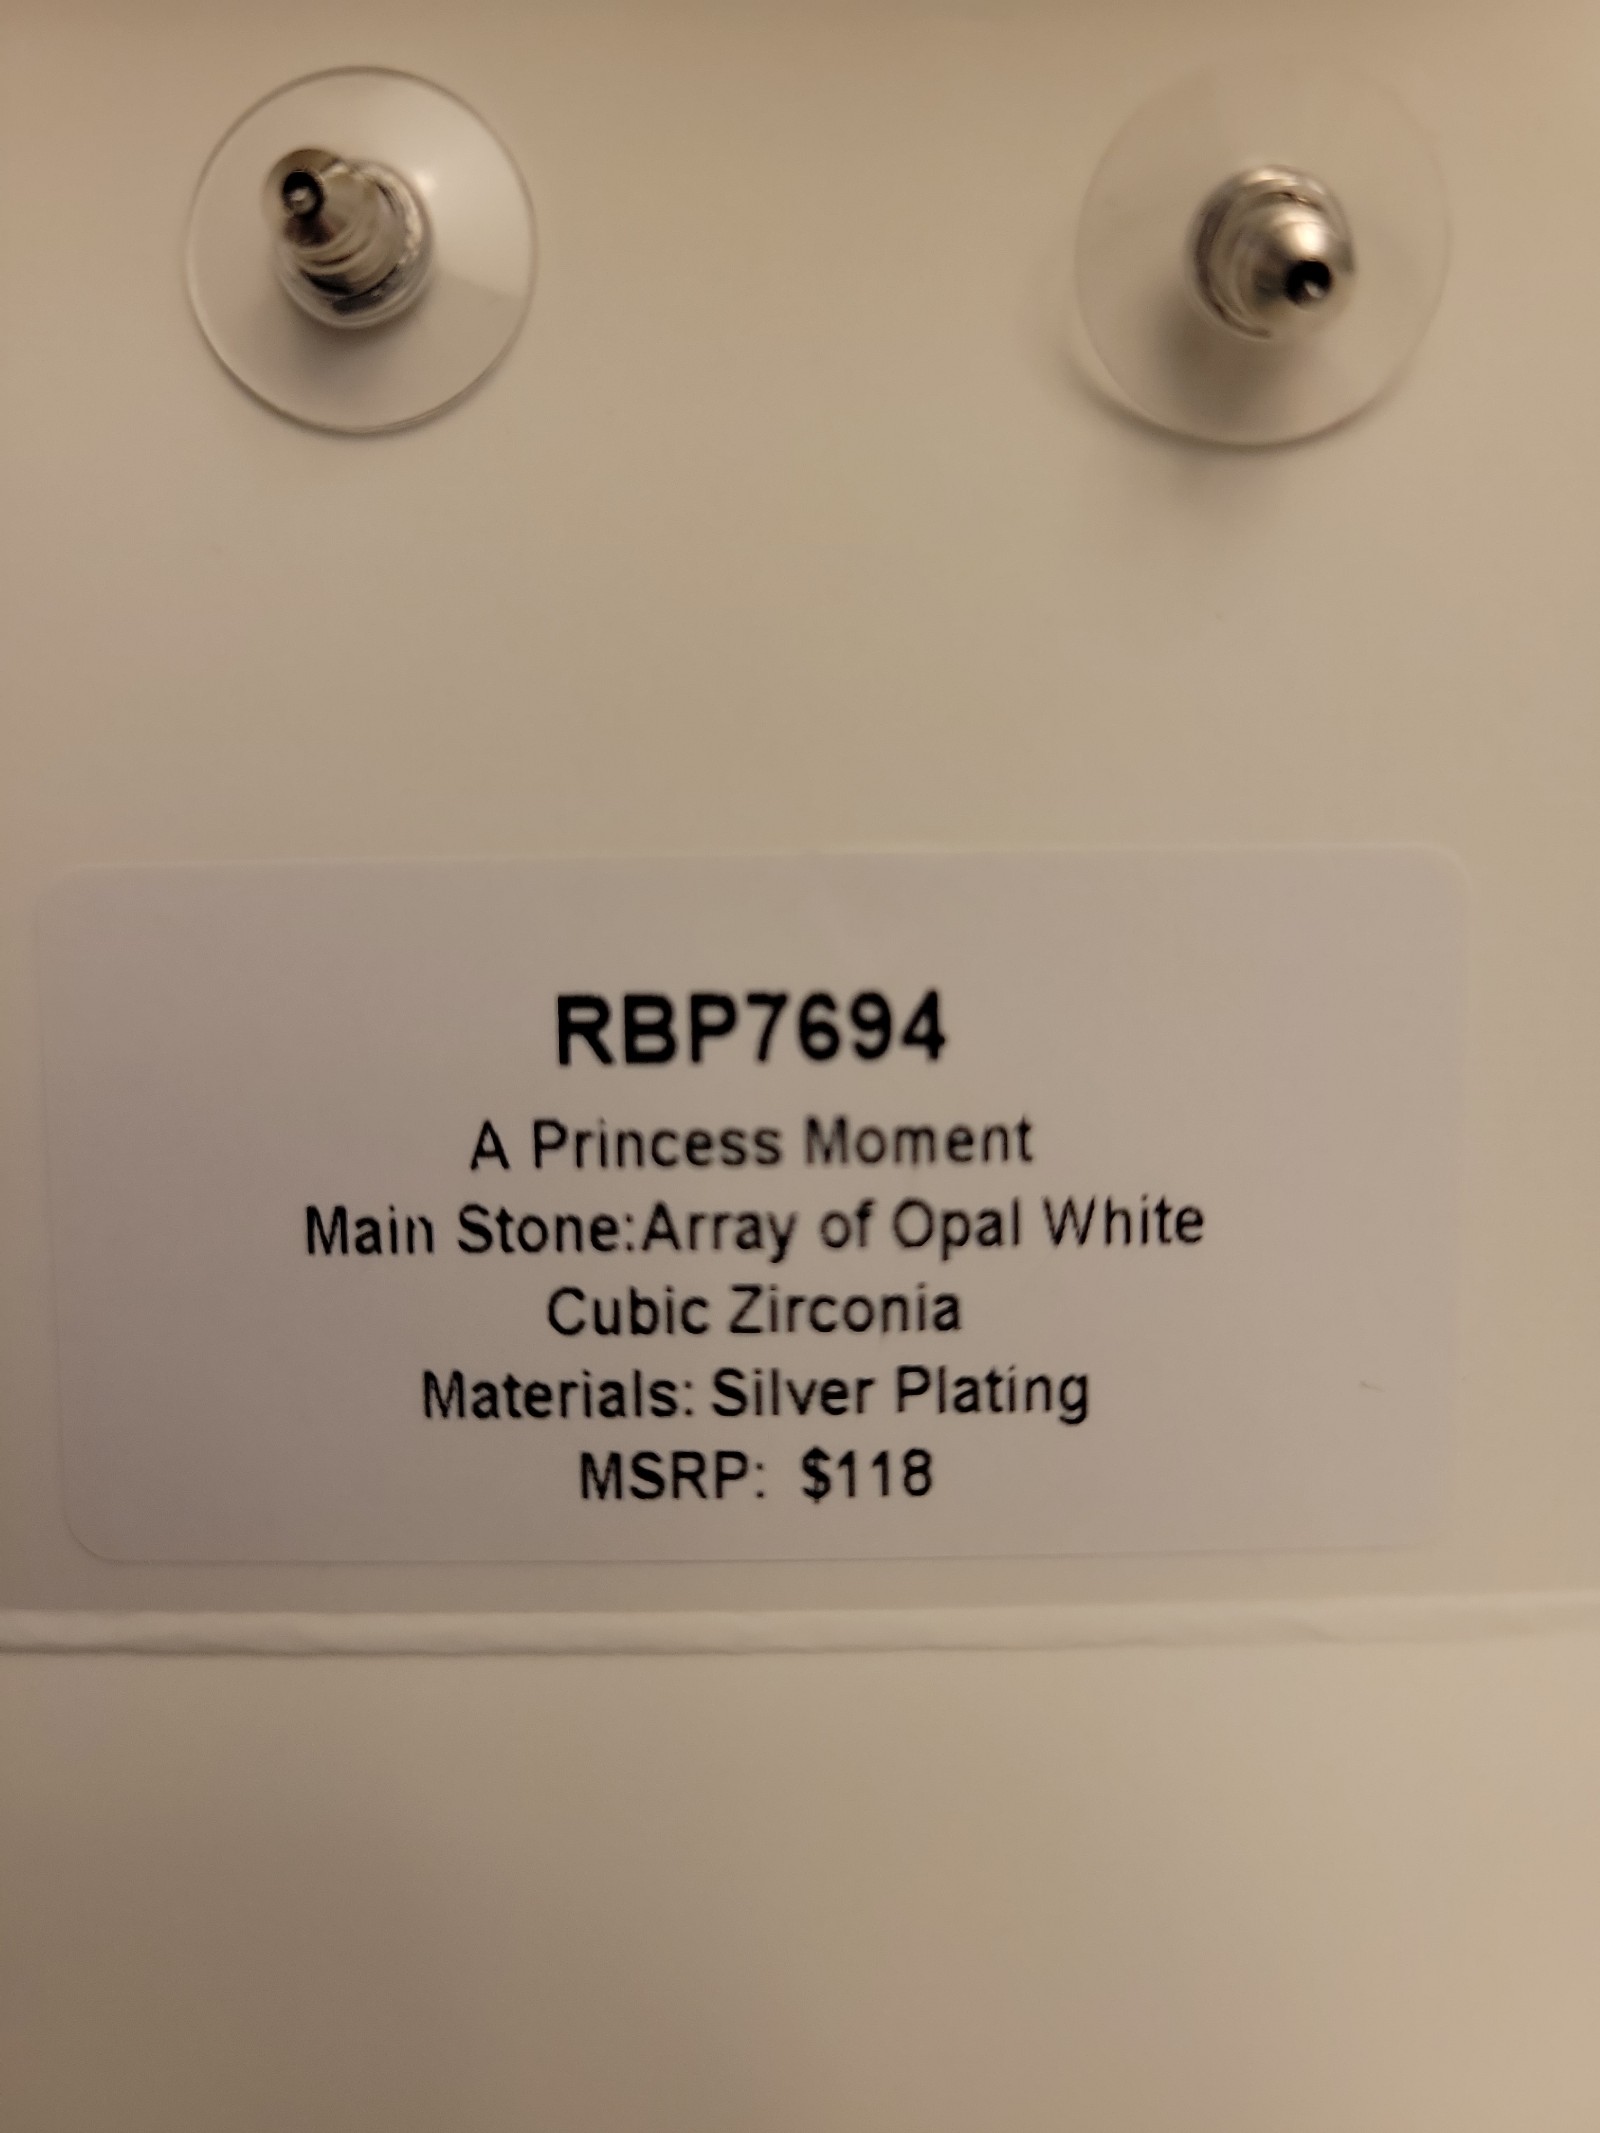 RBP7694
A Princess Moment
Main Stone:Array of Opal White
Cubic Zirconia
Materials: Silver Plating
MSRP: $118